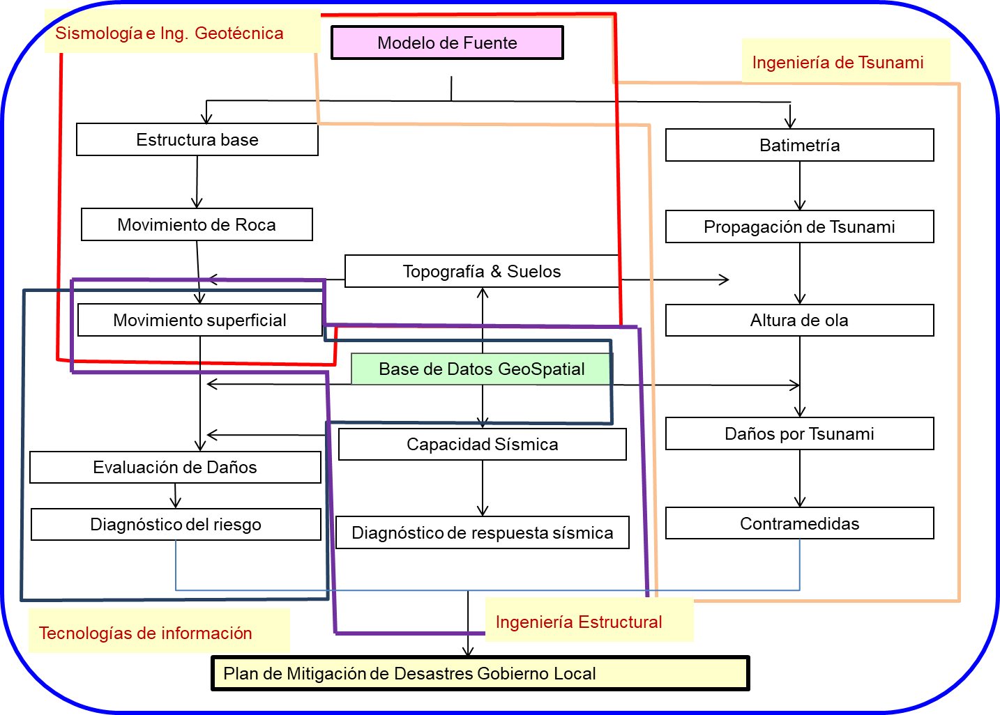 Sismología e Ing. Geotécnica
Modelo de Fuente
Ingeniería de Tsunami
Estructura base
Batimetría
Movimiento de Roca
Propagación de Tsunami
Topografía & Suelos
Movimiento superficial
Altura de ola
Base de Datos GeoSpatial
Capacidad Sísmica
Daños por Tsunami
Evaluación de Daños
Diagnóstico del riesgo
Diagnóstico de respuesta sísmica
Contramedidas
Tecnologías de información
Ingeniería Estructural
Plan de Mitigación de Desastres Gobierno Local